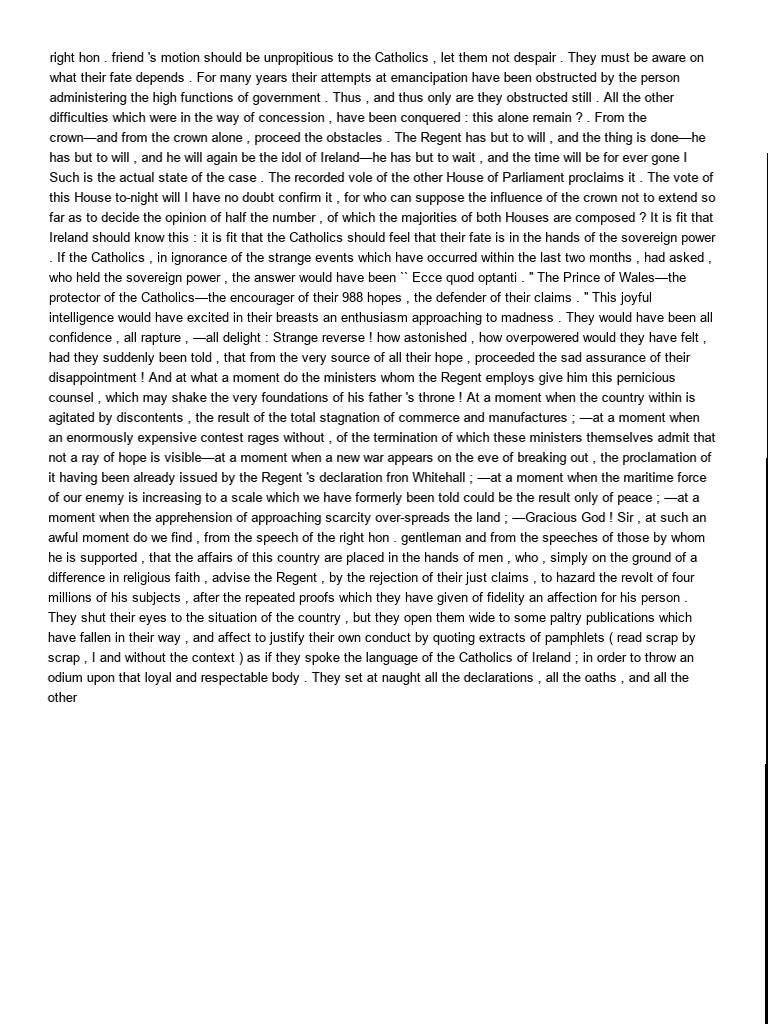 right hon . friend 's motion should be unpropitious to the Catholics , let them not despair . They must be aware on
what their fate depends . For many years their attempts at emancipation have been obstructed by the person
administering the high functions of government . Thus , and thus only are they obstructed still . All the other
difficulties which were in the way of concession , have been conquered : this alone remain ? . From the
crown—and from the crown alone , proceed the obstacles . The Regent has but to will , and the thing is done—he
has but to will , and he will again be the idol of Ireland—he has but to wait , and the time will be for ever gone I
Such is the actual state of the case . The recorded vole of the other House of Parliament proclaims it . The vote of
this House to-night will I have no doubt confirm it , for who can suppose the influence of the crown not to extend so
far as to decide the opinion of half the number , of which the majorities of both Houses are composed ? It is fit that
Ireland should know this : it is fit that the Catholics should feel that their fate is in the hands of the sovereign power
. If the Catholics , in ignorance of the strange events which have occurred within the last two months , had asked ,
who held the sovereign power , the answer would have been `` Ecce quod optanti . " The Prince of Wales—the
protector of the Catholics—the encourager of their 988 hopes , the defender of their claims . " This joyful
intelligence would have excited in their breasts an enthusiasm approaching to madness . They would have been all
confidence , all rapture , —all delight : Strange reverse ! how astonished , how overpowered would they have felt ,
had they suddenly been told , that from the very source of all their hope , proceeded the sad assurance of their
disappointment ! And at what a moment do the ministers whom the Regent employs give him this pernicious
counsel , which may shake the very foundations of his father 's throne ! At a moment when the country within is
agitated by discontents , the result of the total stagnation of commerce and manufactures ; —at a moment when
an enormously expensive contest rages without , of the termination of which these ministers themselves admit that
not a ray of hope is visible—at a moment when a new war appears on the eve of breaking out , the proclamation of
it having been already issued by the Regent 's declaration fron Whitehall ; —at a moment when the maritime force
of our enemy is increasing to a scale which we have formerly been told could be the result only of peace ; —at a
moment when the apprehension of approaching scarcity over-spreads the land ; —Gracious God ! Sir , at such an
awful moment do we find , from the speech of the right hon . gentleman and from the speeches of those by whom
he is supported , that the affairs of this country are placed in the hands of men , who , simply on the ground of a
difference in religious faith , advise the Regent , by the rejection of their just claims , to hazard the revolt of four
millions of his subjects , after the repeated proofs which they have given of fidelity an affection for his person .
They shut their eyes to the situation of the country , but they open them wide to some paltry publications which
have fallen in their way , and affect to justify their own conduct by quoting extracts of pamphlets ( read scrap by
scrap , I and without the context ) as if they spoke the language of the Catholics of Ireland ; in order to throw an
odium upon that loyal and respectable body . They set at naught all the declarations , all the oaths , and all the
other